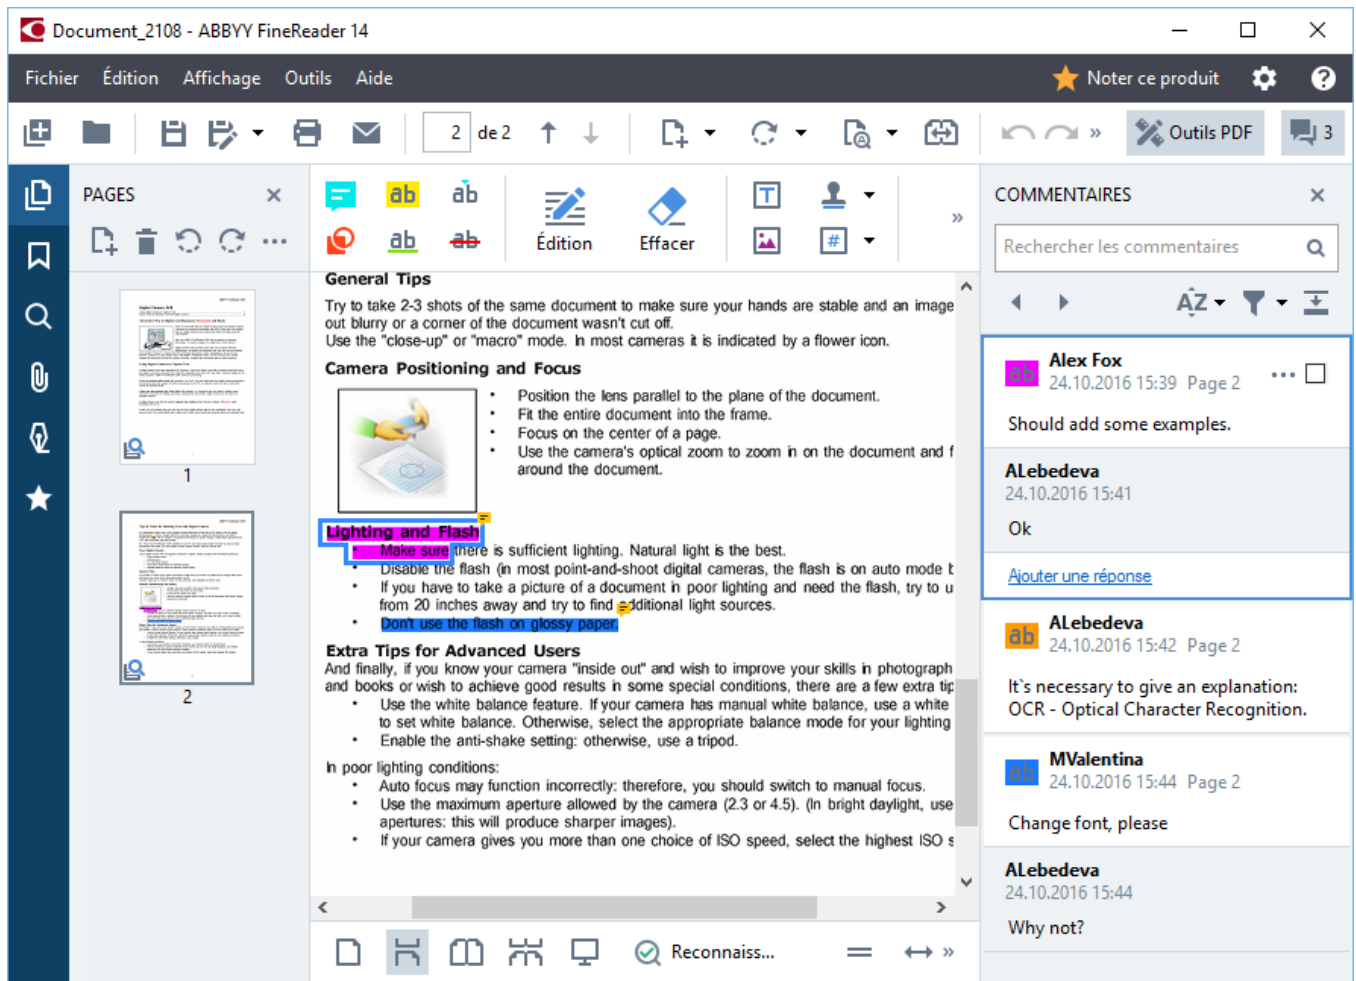 Document_2108 - ABBYY FineReader 14
Fichier Édition Affichage Outils Aide Noter ce produit
2 de 2 Outils PDF 3
PAGES
ab ab
ab ab
Édition Effacer
T
#
COMMENTAIRES
Rechercher les commentaires
AZ
1
2
General Tips
Try to take 2-3 shots of the same document to make sure your hands are stable and an image
out blurry or a corner of the document wasn't cut off.
Use the "close-up" or "macro" mode. In most cameras it is indicated by a flower icon.
Camera Positioning and Focus
• Position the lens parallel to the plane of the document.
• Fit the entire document into the frame.
• Focus on the center of a page.
• Use the camera's optical zoom to zoom in on the document and f
around the document.
Lighting and Flash
• Make sure there is sufficient lighting. Natural light is the best.
• Disable the flash (in most point-and-shoot digital cameras, the flash is on auto mode b
• If you have to take a picture of a document in poor lighting and need the flash, try to u
from 20 inches away and try to find additional light sources.
• Don't use the flash on glossy paper.
Extra Tips for Advanced Users
And finally, if you know your camera "inside out" and wish to improve your skills in photograph
and books or wish to achieve good results in some special conditions, there are a few extra tip
• Use the white balance feature. If your camera has manual white balance, use a white
to set white balance. Otherwise, select the appropriate balance mode for your lighting
• Enable the anti-shake setting: otherwise, use a tripod.
In poor lighting conditions:
• Auto focus may function incorrectly: therefore, you should switch to manual focus.
• Use the maximum aperture allowed by the camera (2.3 or 4.5). (In bright daylight, use
apertures: this will produce sharper images).
• If your camera gives you more than one choice of ISO speed, select the highest ISO s
Reconnaiss...
ab Alex Fox
24.10.2016 15:39 Page 2
Should add some examples.
ALebedeva
24.10.2016 15:41
Ok
Ajouter une réponse
ab ALebedeva
24.10.2016 15:42 Page 2
It`s necessary to give an explanation:
OCR - Optical Character Recognition.
ab MValentina
24.10.2016 15:44 Page 2
Change font, please
ALebedeva
24.10.2016 15:44
Why not?